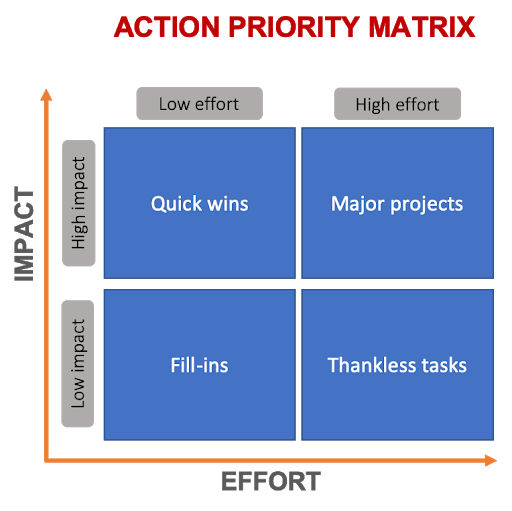 ACTION PRIORITY MATRIX
Low effort
High effort
High impact
Quick wins
Major projects
IMPACT
Low impact
Fill-ins
Thankless tasks
EFFORT